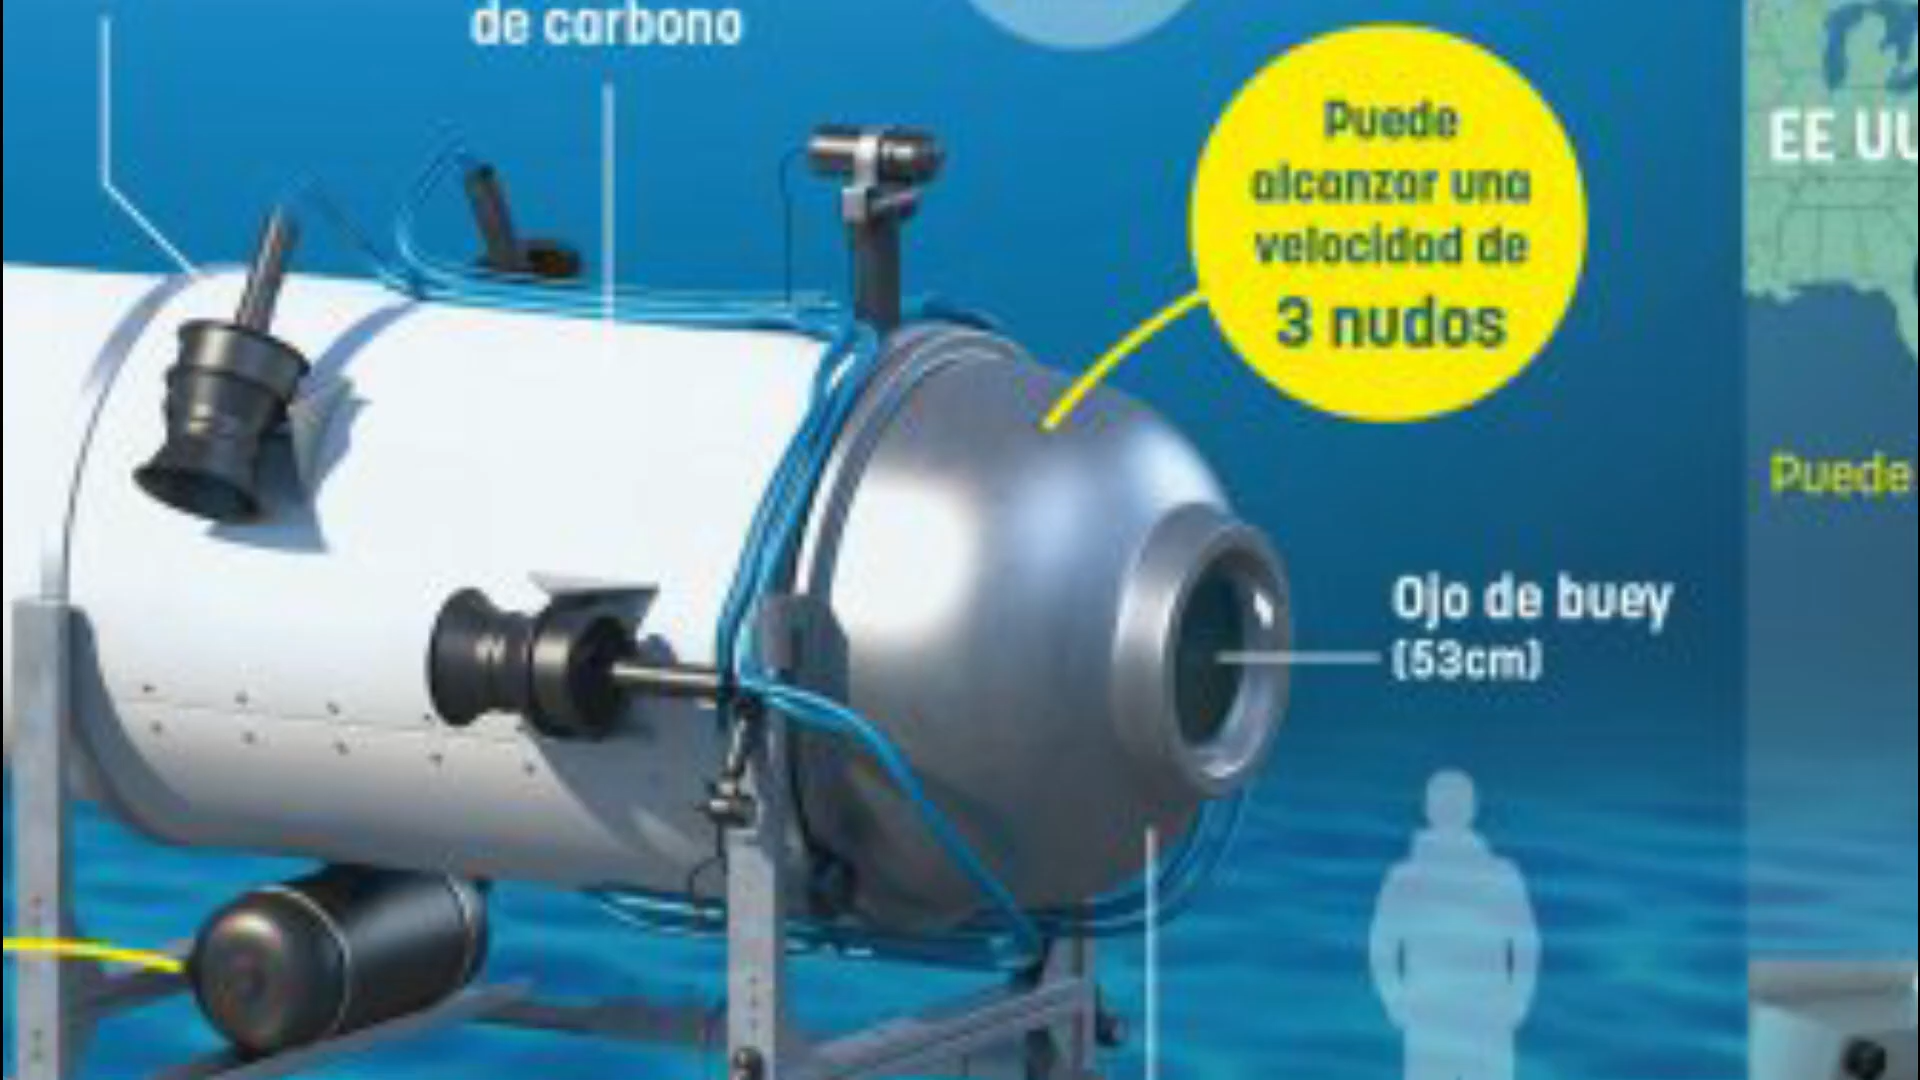 de carbono
Puede
alcanzar una
velocidad de
3 nudos
EE UU
Puede
Ojo de buey
(53cm)